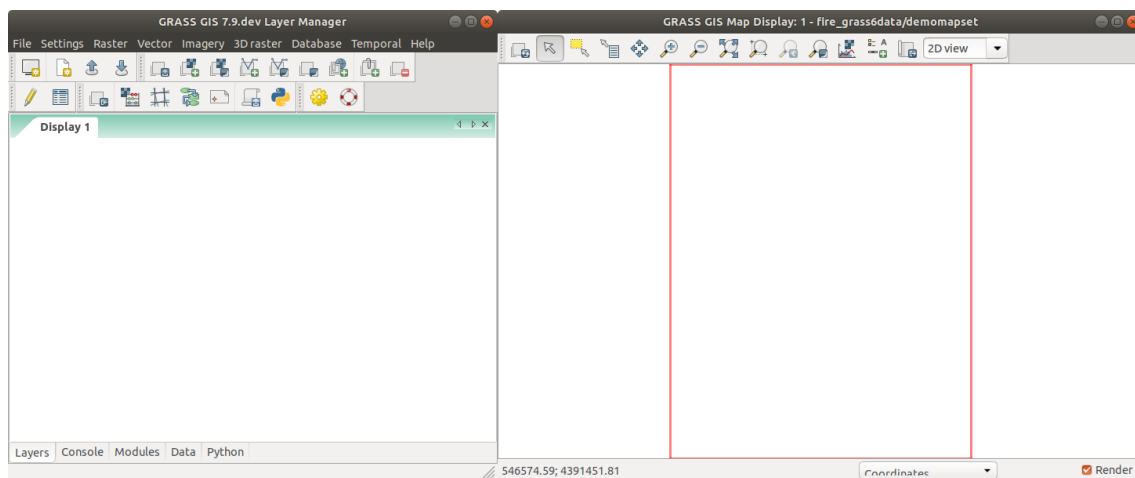 GRASS GIS 7.9.dev Layer Manager
File Settings Raster Vector Imagery 3D raster Database Temporal Help
Display 1
Layers Console Modules Data Python
GRASS GIS Map Display: 1 - fire_grass6data/demomapset
2D view
546574.59; 4391451.81
Coordinates
Render